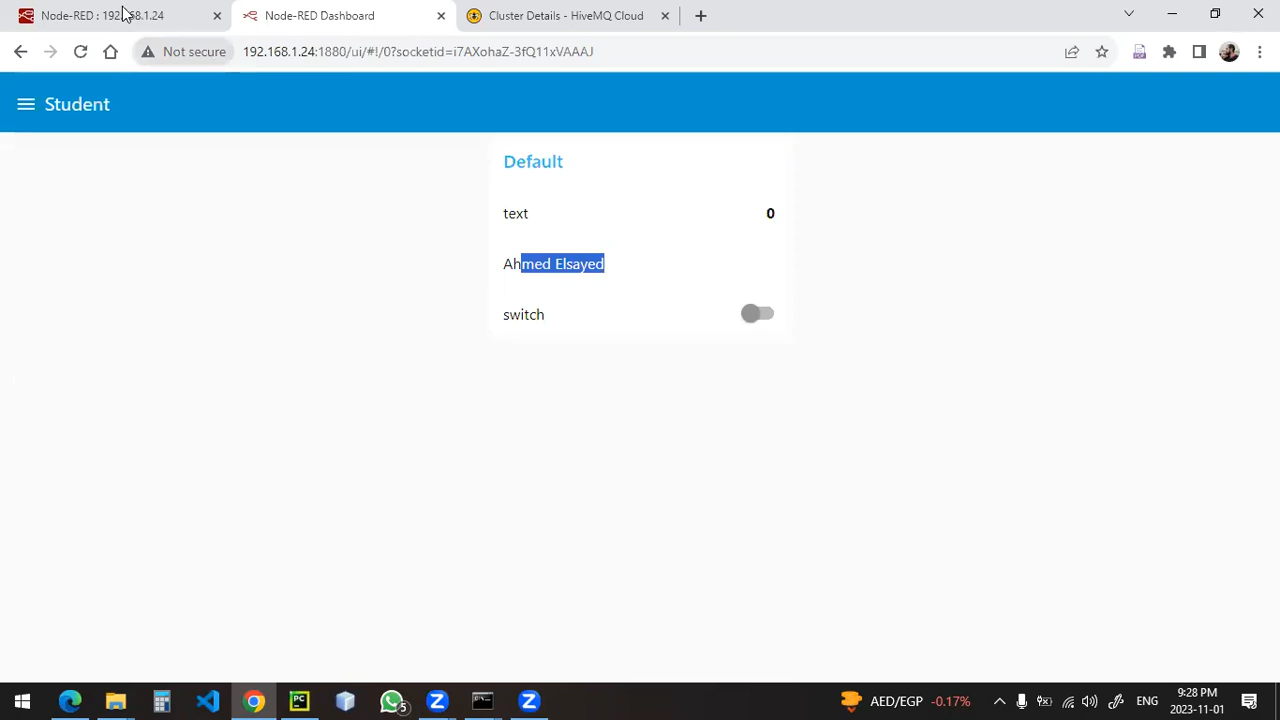 Node-RED : 192.168.1.24
Node-RED Dashboard
Cluster Details - HiveMQ Cloud
Not secure
192.168.1.24:1880/ui/#!/0?socketid=i7AXohaZ-3fQ11xVAAAJ
Student
Default
text 0
Ahmed Elsayed
switch
AED/EGP -0.17%
ENG
9:28 PM
2023-11-01
PC
5